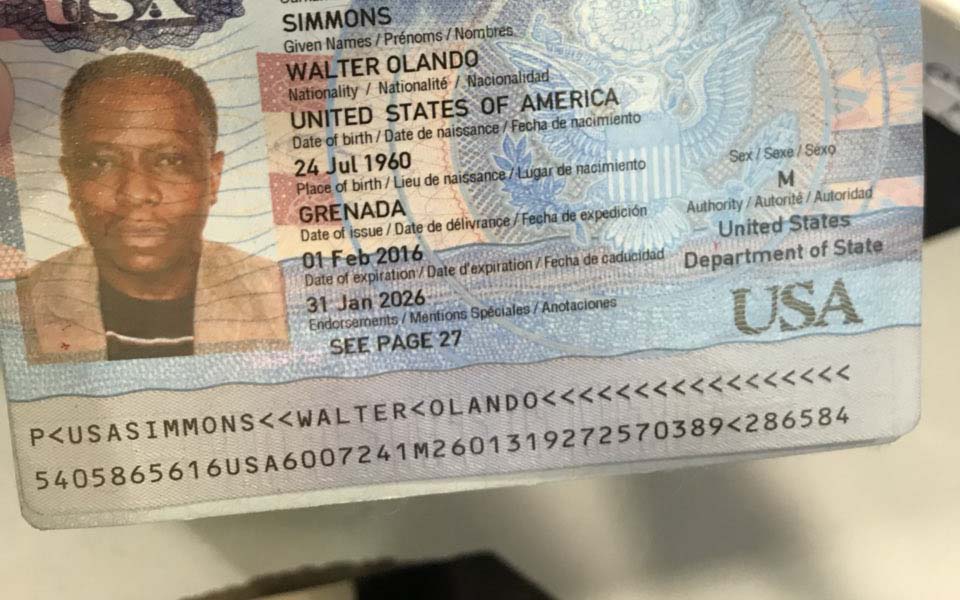 USA
SIMMONS
Given Names / Prénoms / Nombres
WALTER OLANDO
Nationality / Nationalité / Nacionalidad
UNITED STATES OF AMERICA
Date of birth / Date de naissance / Fecha de nacimiento
24 Jul 1960
Place of birth / Lieu de naissance / Lugar de nacimiento
Sex / Sexe / Sexo
GRENADA
M
Date of issue / Date de délivrance / Fecha de expedición
Authority / Autorité / Autoridad
01 Feb 2016
United States
Date of expiration / Date d'expiration / Fecha de caducidad
Department of State
31 Jan 2026
Endorsements / Mentions Spéciales / Anotaciones
SEE PAGE 27
USA
P<USASIMMONS<<WALTER<OLANDO<<<<<<<<<<<<<<<<<
5405865616USA6007241M2601319272570389<286584